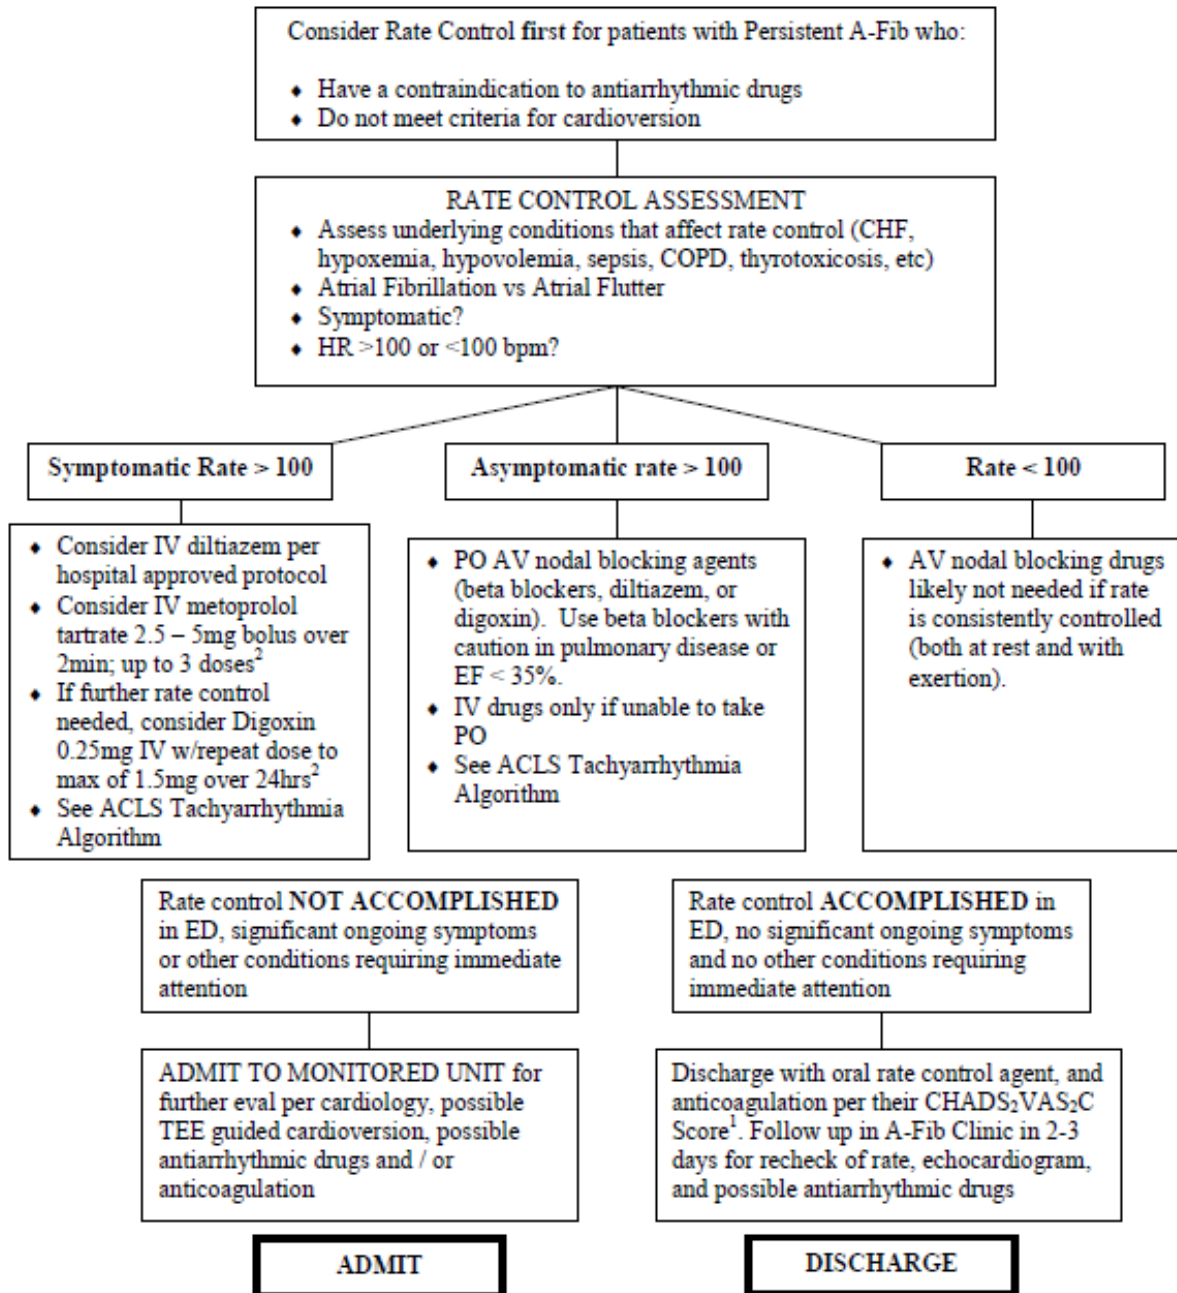 Consider Rate Control first for patients with Persistent A-Fib who:
♦ Have a contraindication to antiarrhythmic drugs
♦ Do not meet criteria for cardioversion
RATE CONTROL ASSESSMENT
♦ Assess underlying conditions that affect rate control (CHF,
hypoxemia, hypovolemia, sepsis, COPD, thyrotoxicosis, etc)
♦ Atrial Fibrillation vs Atrial Flutter
♦ Symptomatic?
♦ HR >100 or <100 bpm?
Symptomatic Rate > 100
♦ Consider IV diltiazem per
hospital approved protocol
♦ Consider IV metoprolol
tartrate 2.5 – 5mg bolus over
2min; up to 3 doses²
♦ If further rate control
needed, consider Digoxin
0.25mg IV w/repeat dose to
max of 1.5mg over 24hrs²
♦ See ACLS Tachyarrhythmia
Algorithm
Asymptomatic rate > 100
♦ PO AV nodal blocking agents
(beta blockers, diltiazem, or
digoxin). Use beta blockers with
caution in pulmonary disease or
EF < 35%.
♦ IV drugs only if unable to take
PO
♦ See ACLS Tachyarrhythmia
Algorithm
Rate < 100
♦ AV nodal blocking drugs
likely not needed if rate
is consistently controlled
(both at rest and with
exertion).
Rate control NOT ACCOMPLISHED
in ED, significant ongoing symptoms
or other conditions requiring immediate
attention
ADMIT TO MONITORED UNIT for
further eval per cardiology, possible
TEE guided cardioversion, possible
antiarrhythmic drugs and / or
anticoagulation
ADMIT
Rate control ACCOMPLISHED in
ED, no significant ongoing symptoms
and no other conditions requiring
immediate attention
Discharge with oral rate control agent, and
anticoagulation per their CHADS₂VAS₂C
Score¹. Follow up in A-Fib Clinic in 2-3
days for recheck of rate, echocardiogram,
and possible antiarrhythmic drugs
DISCHARGE